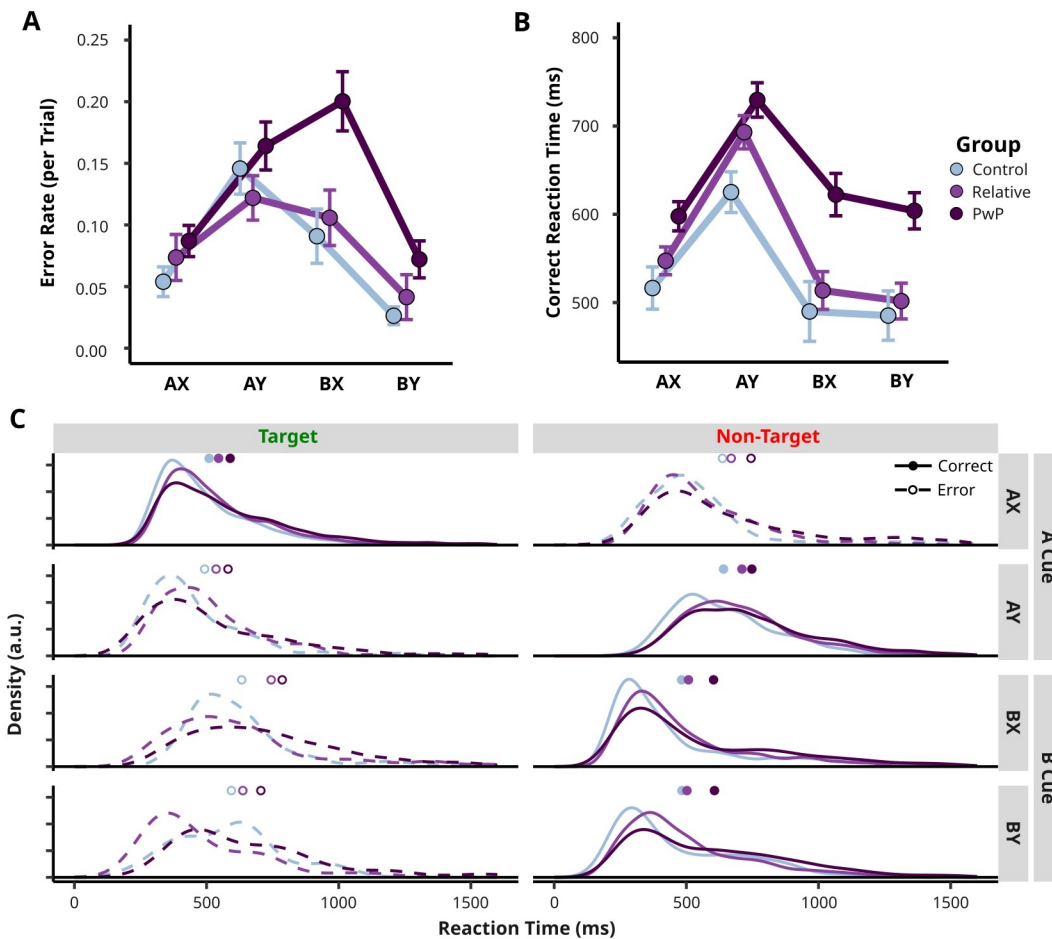 A
Error Rate (per Trial)
0.25
0.20
0.15
0.10
0.05
0.00
AX AY BX BY
B
Correct Reaction Time (ms)
800
700
600
500
AX AY BX BY
Group
Control
Relative
PwP
C
Target Non-Target
Correct
Error
AX
AY
BX
BY
A Cue
B Cue
Density (a.u.)
0 500 1000 1500 0 500 1000 1500
Reaction Time (ms)